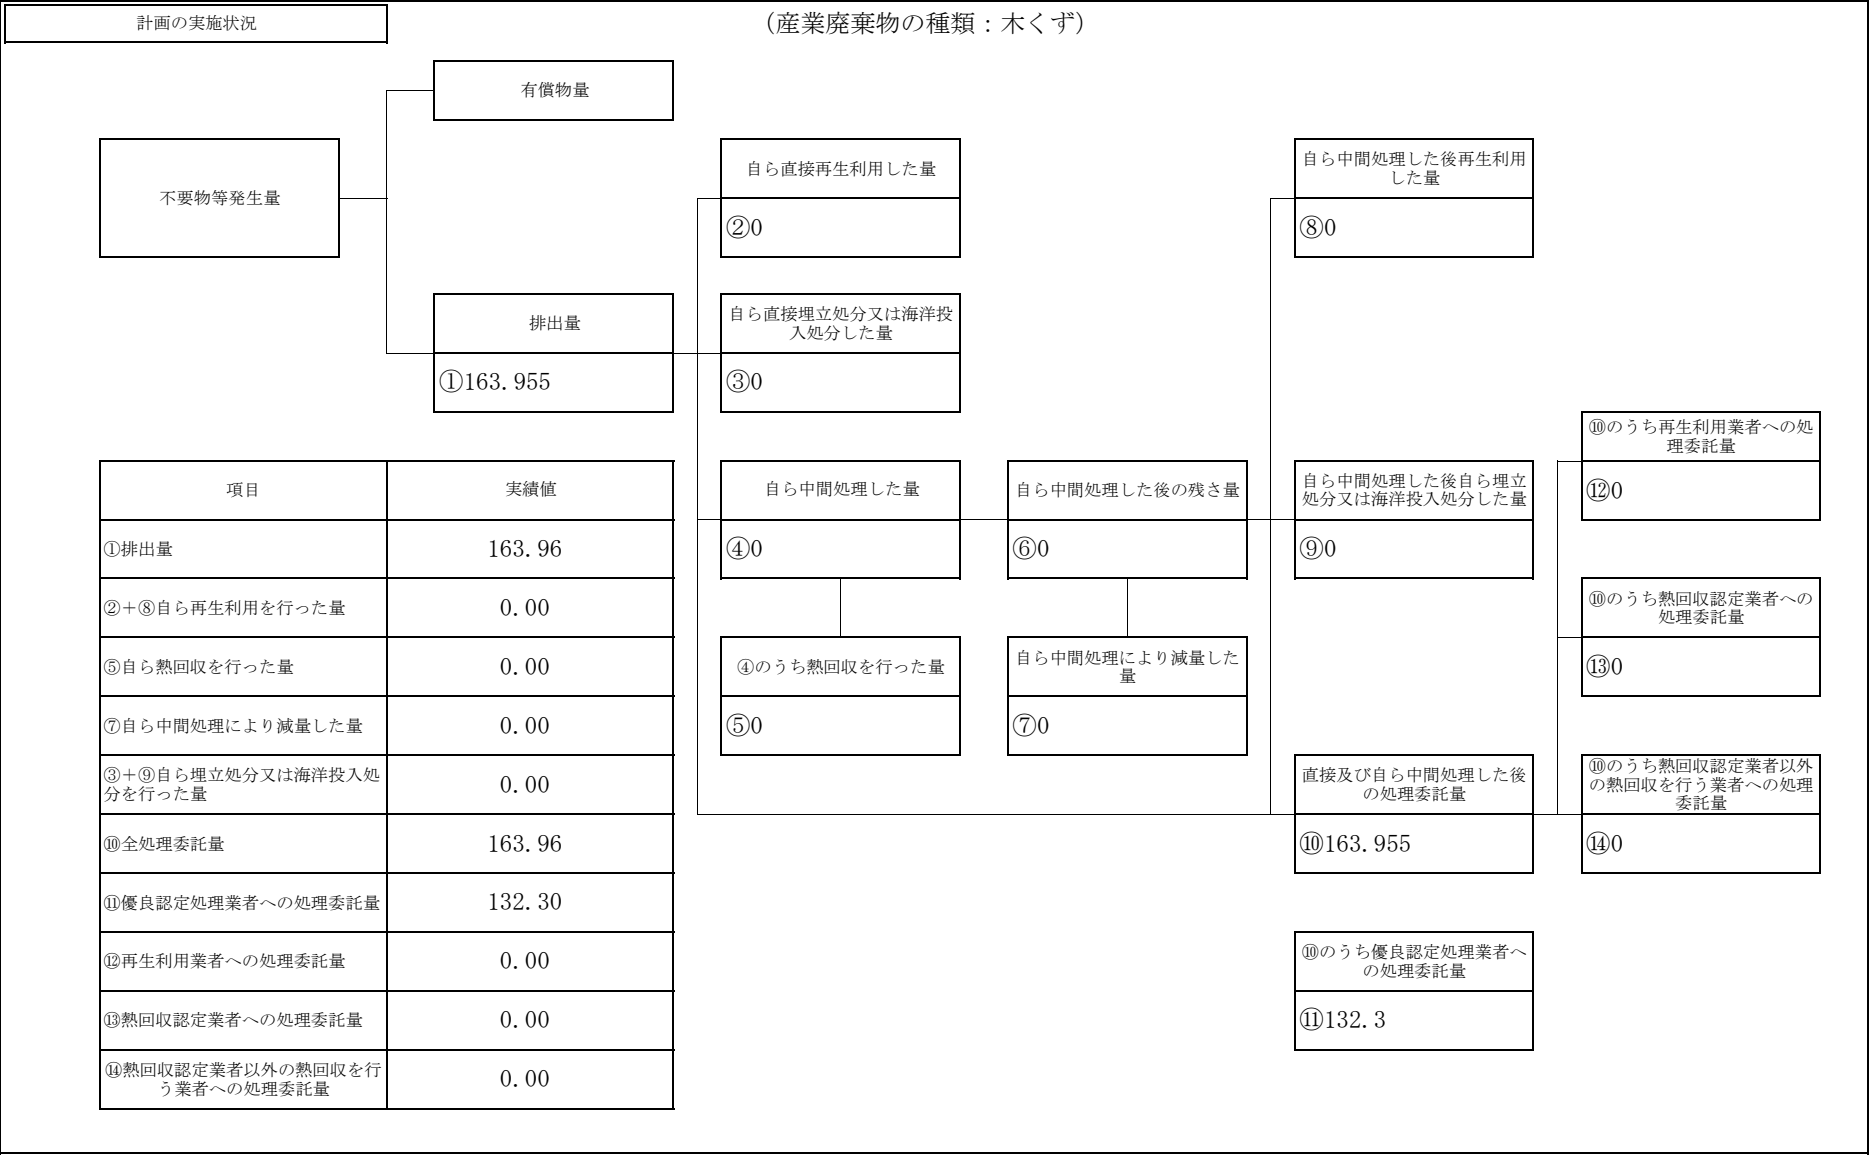 計画の実施状況
（産業廃棄物の種類：木くず）
有償物量
不要物等発生量
自ら直接再生利用した量
②0
自ら中間処理した後再生利用
した量
⑧0
排出量
①163.955
自ら直接埋立処分又は海洋投
入処分した量
③0
⑩のうち再生利用業者への処
理委託量
⑫0
自ら中間処理した量
④0
自ら中間処理した後の残さ量
⑥0
自ら中間処理した後自ら埋立
処分又は海洋投入処分した量
⑨0
⑩のうち熱回収認定業者への
処理委託量
⑬0
④のうち熱回収を行った量
⑤0
自ら中間処理により減量した
量
⑦0
直接及び自ら中間処理した後
の処理委託量
⑩163.955
⑩のうち熱回収認定業者以外
の熱回収を行う業者への処理
委託量
⑭0
⑩のうち優良認定処理業者へ
の処理委託量
⑪132.3
項目 実績値
①排出量 163.96
②＋⑧自ら再生利用を行った量 0.00
⑤自ら熱回収を行った量 0.00
⑦自ら中間処理により減量した量 0.00
③＋⑨自ら埋立処分又は海洋投入処
分を行った量 0.00
⑩全処理委託量 163.96
⑪優良認定処理業者への処理委託量 132.30
⑫再生利用業者への処理委託量 0.00
⑬熱回収認定業者への処理委託量 0.00
⑭熱回収認定業者以外の熱回収を行
う業者への処理委託量 0.00